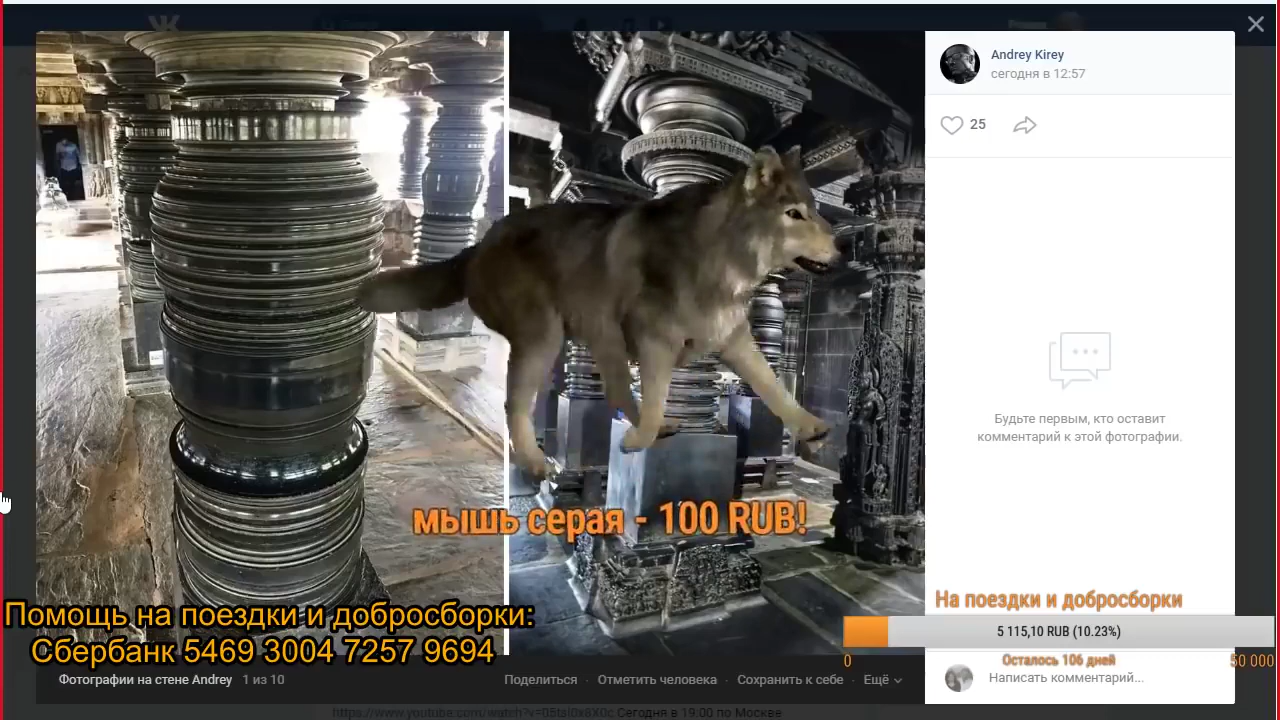 Andrey Kirey
сегодня в 12:57
25
Будьте первым, кто оставит
комментарий к этой фотографии.
мышь серая - 100 RUB!
Помощь на поездки и добросборки:
Сбербанк 5469 3004 7257 9694
На поездки и добросборки
5 115,10 RUB (10.23%)
0
Осталось 106 дней
50 000
Фотографии на стене Andrey 1 из 10
Поделиться · Отметить человека · Сохранить к себе · Ещё
Написать комментарий...
Сегодня в 19:00 по Москве